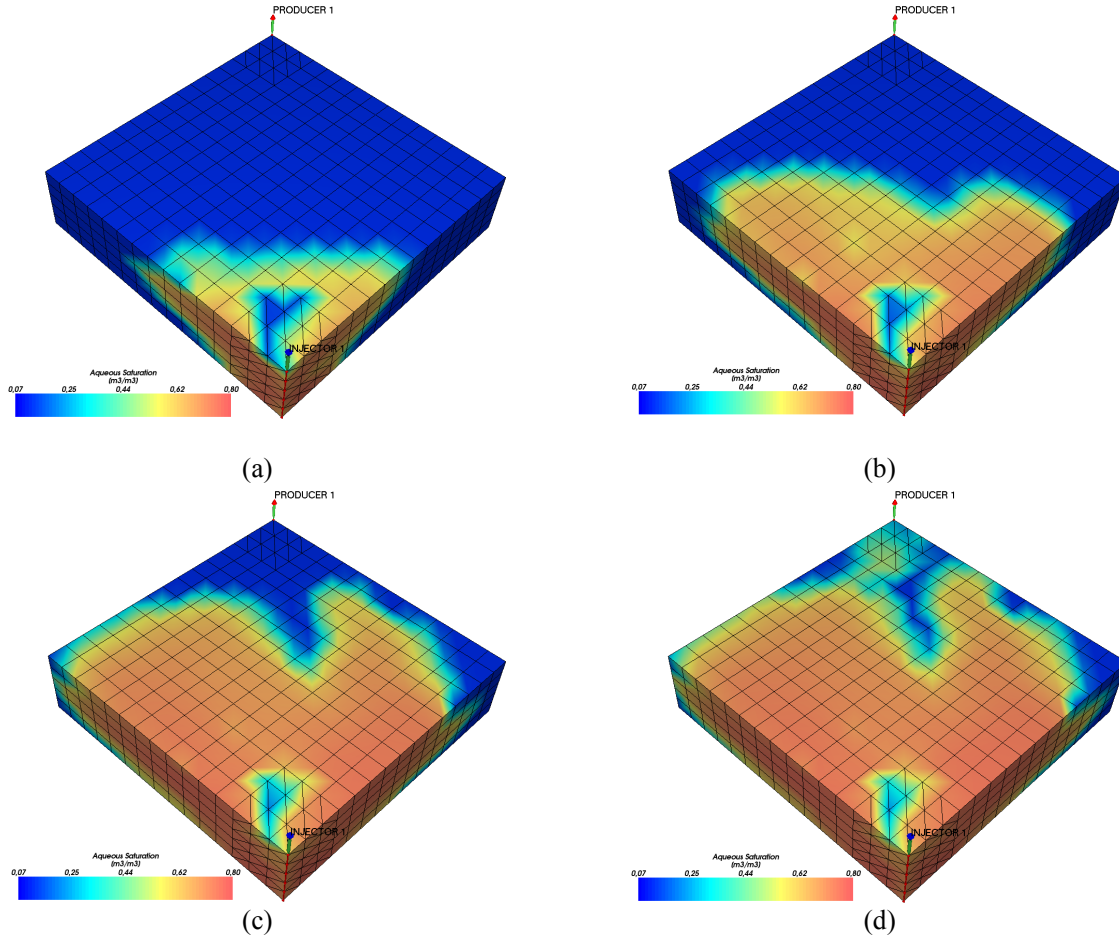 PRODUCER 1
INJECTOR 1
Aqueous Saturation
(m3/m3)
0,07 0,25 0,44 0,62 0,80
(a)
PRODUCER 1
INJECTOR 1
Aqueous Saturation
(m3/m3)
0,07 0,25 0,44 0,62 0,80
(b)
PRODUCER 1
INJECTOR 1
Aqueous Saturation
(m3/m3)
0,07 0,25 0,44 0,62 0,80
(c)
PRODUCER 1
INJECTOR 1
Aqueous Saturation
(m3/m3)
0,07 0,25 0,44 0,62 0,80
(d)